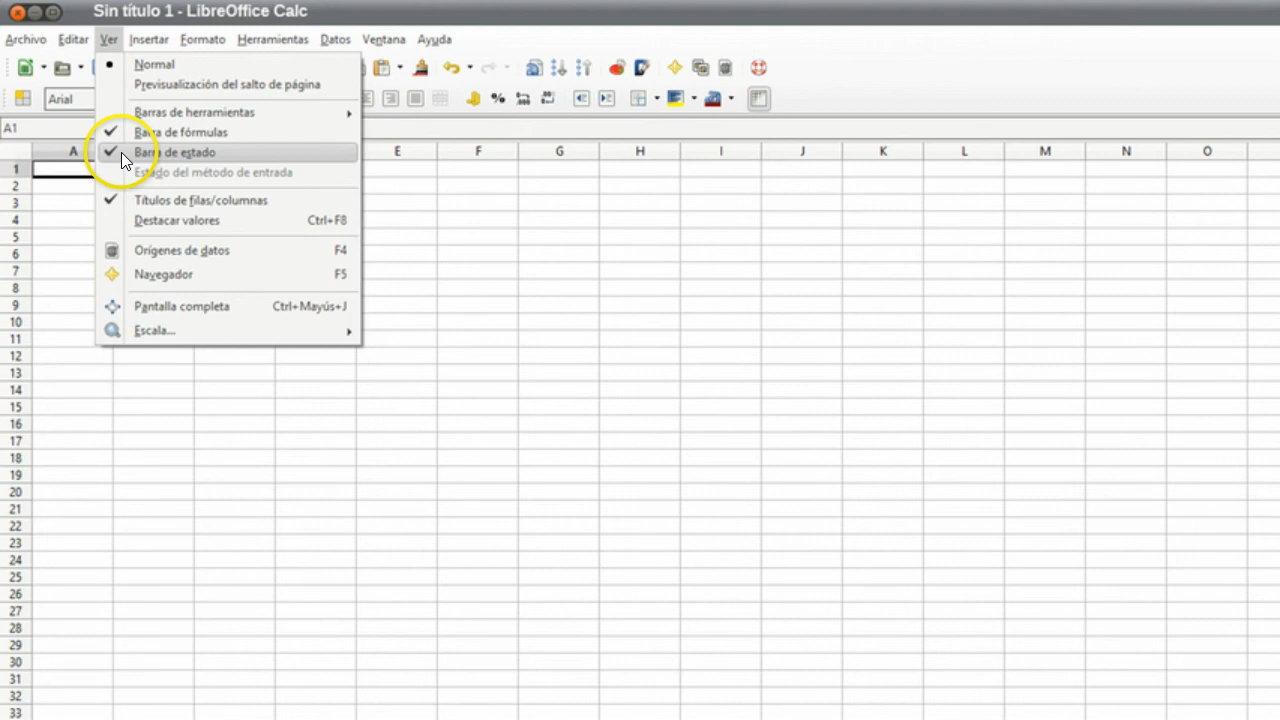 Sin título 1 - LibreOffice Calc
Archivo Editar Ver Insertar Formato Herramientas Datos Ventana Ayuda
Normal
Previsualización del salto de página
Barras de herramientas
Arial %
A1 Barra de fórmulas
A E F G H I J K L M N O
Barra de estado
1
Estado del método de entrada
2
3 Títulos de filas/columnas
4 Destacar valores Ctrl+F8
5
6 Orígenes de datos F4
7 Navegador F5
8
9 Pantalla completa Ctrl+Mayús+J
10
11 Escala...
12
13
14
15
16
17
18
19
20
21
22
23
24
25
26
27
28
29
30
31
32
33